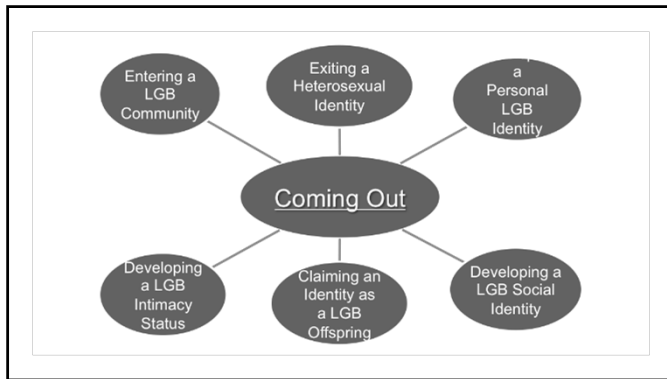 Entering a
LGB
Community
Exiting a
Heterosexual
Identity
a
Personal
LGB
Identity
Coming Out
Developing
a LGB
Intimacy
Status
Claiming an
Identity as
a LGB
Offspring
Developing a
LGB Social
Identity